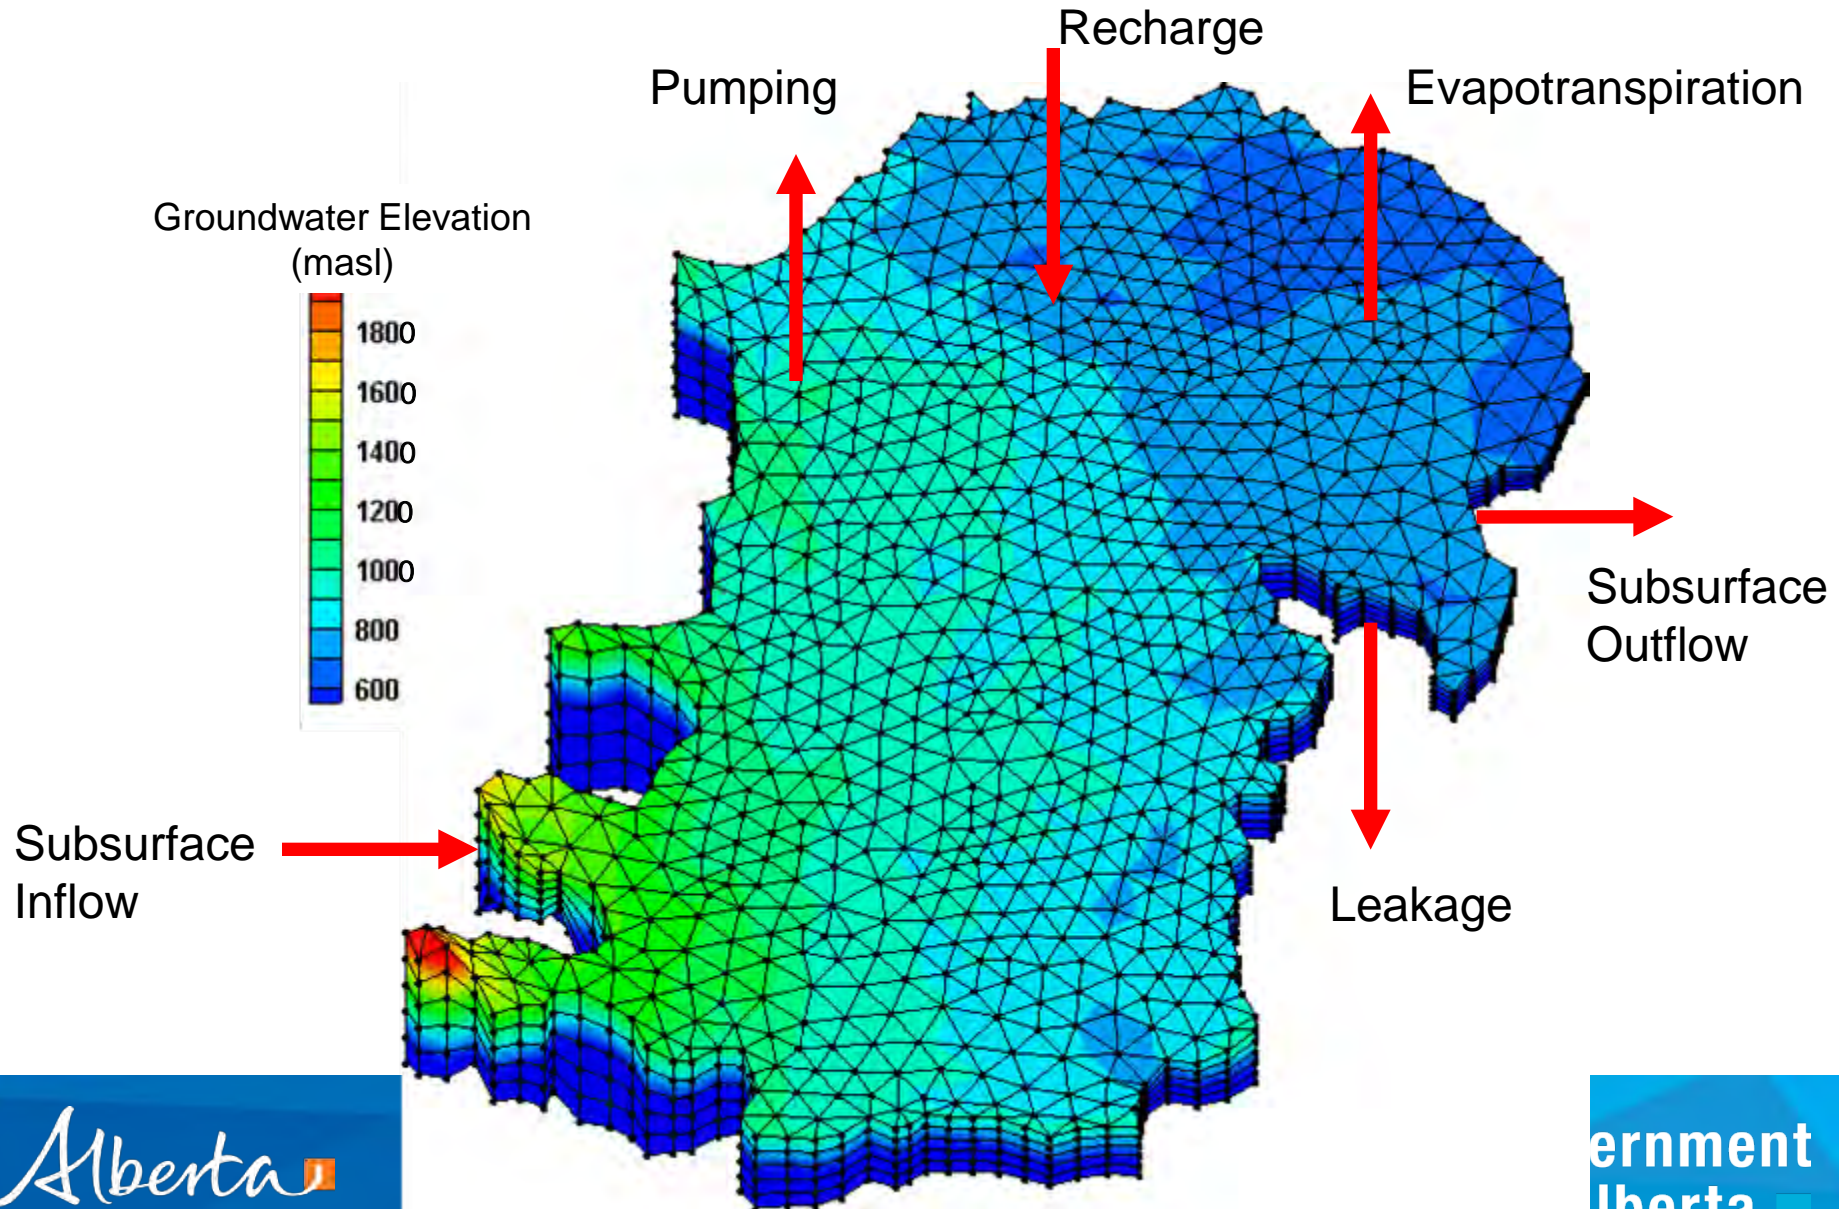 Recharge
Pumping
Evapotranspiration
Groundwater Elevation
(masl)
1800
1600
1400
1200
1000
800
600
Subsurface
Outflow
Subsurface
Inflow
Leakage
Alberta
ernment
lberta